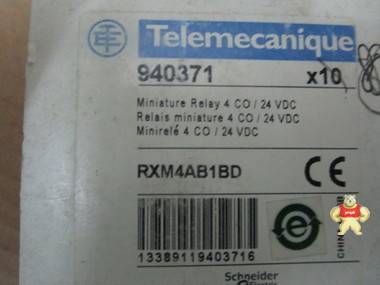 Telemecanique
940371 x10
Miniature Relay 4 CO / 24 VDC
Relais miniature 4 CO / 24 VDC
Minirelé 4 CO / 24 VDC
RXM4AB1BD CE
13389119403716
Schneider